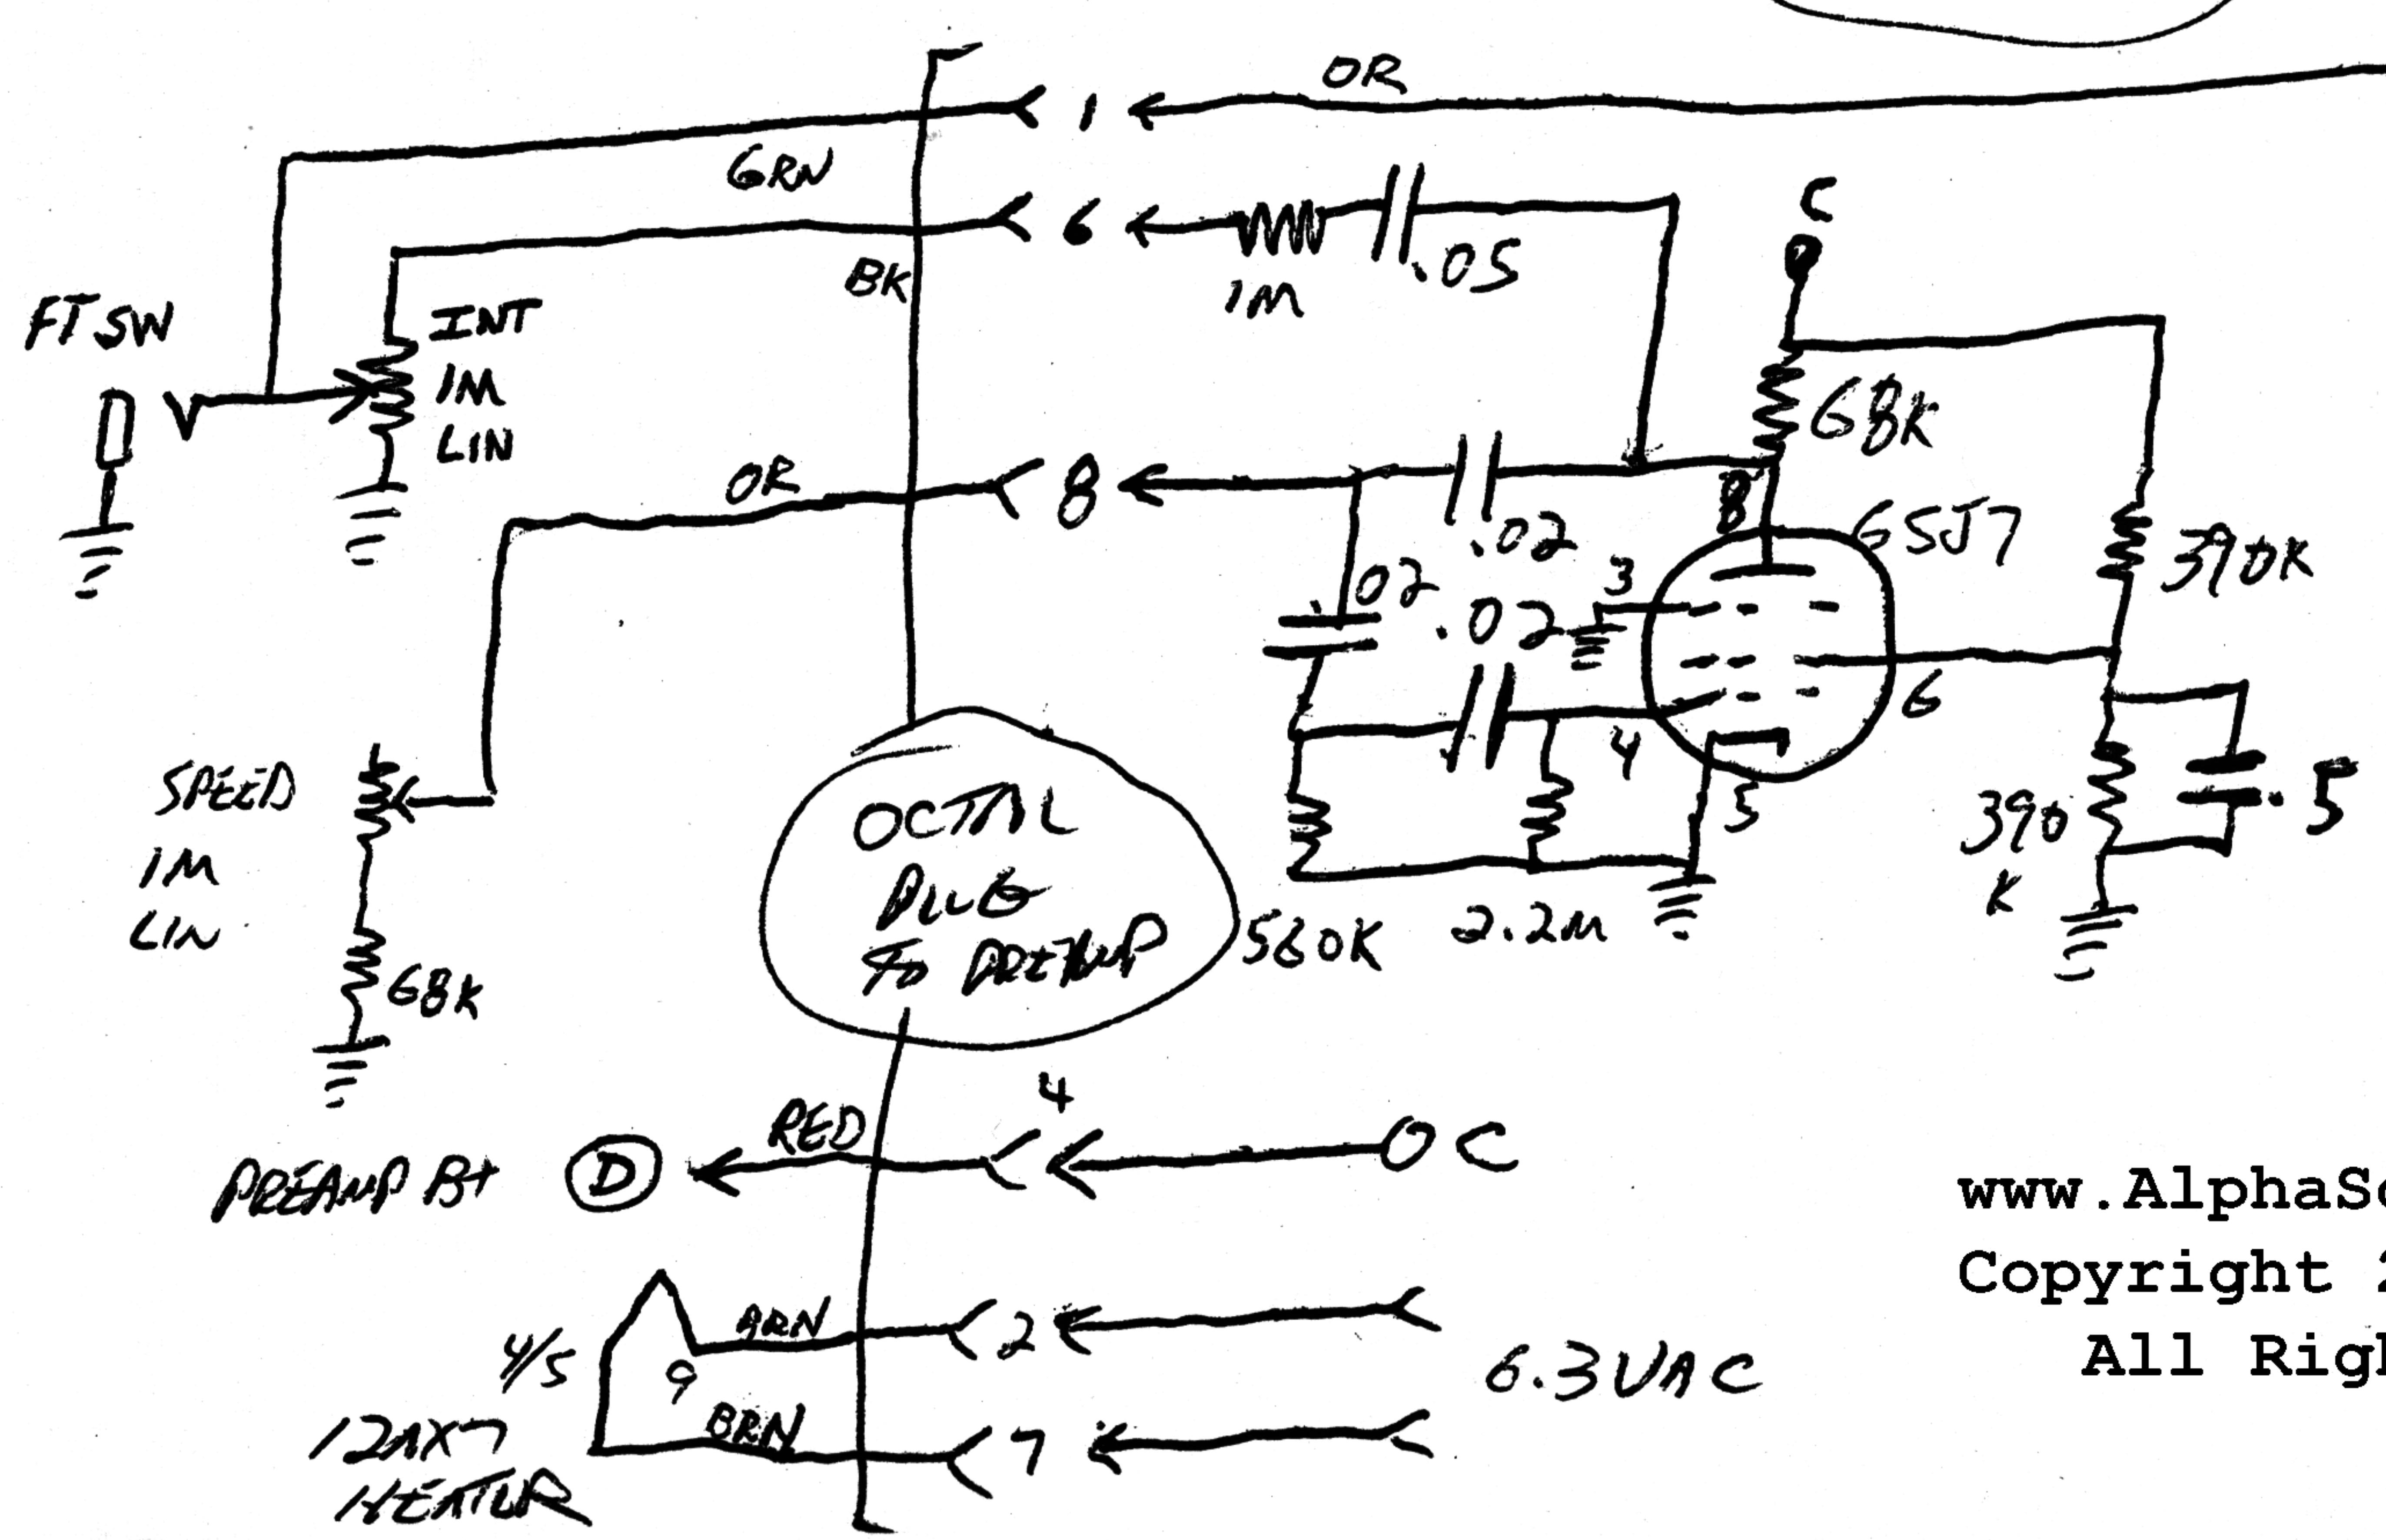 OR
1
GRN
6
1M
.05
C
BK
FT SW
INT
1M
LIN
68K
OR
8
.02
8
6SJ7
390K
.02
.02
3
4
6
5
SPEED
1M
LIN
68K
OCTAL
PLUG
TO PREAMP
560K
2.2M
390
K
.5
PREAMP B+
D
RED
4
C
www.AlphaS
Copyright
All Rig
4/5
9
BRN
2
BRN
7
6.3VAC
12AX7
HEATER